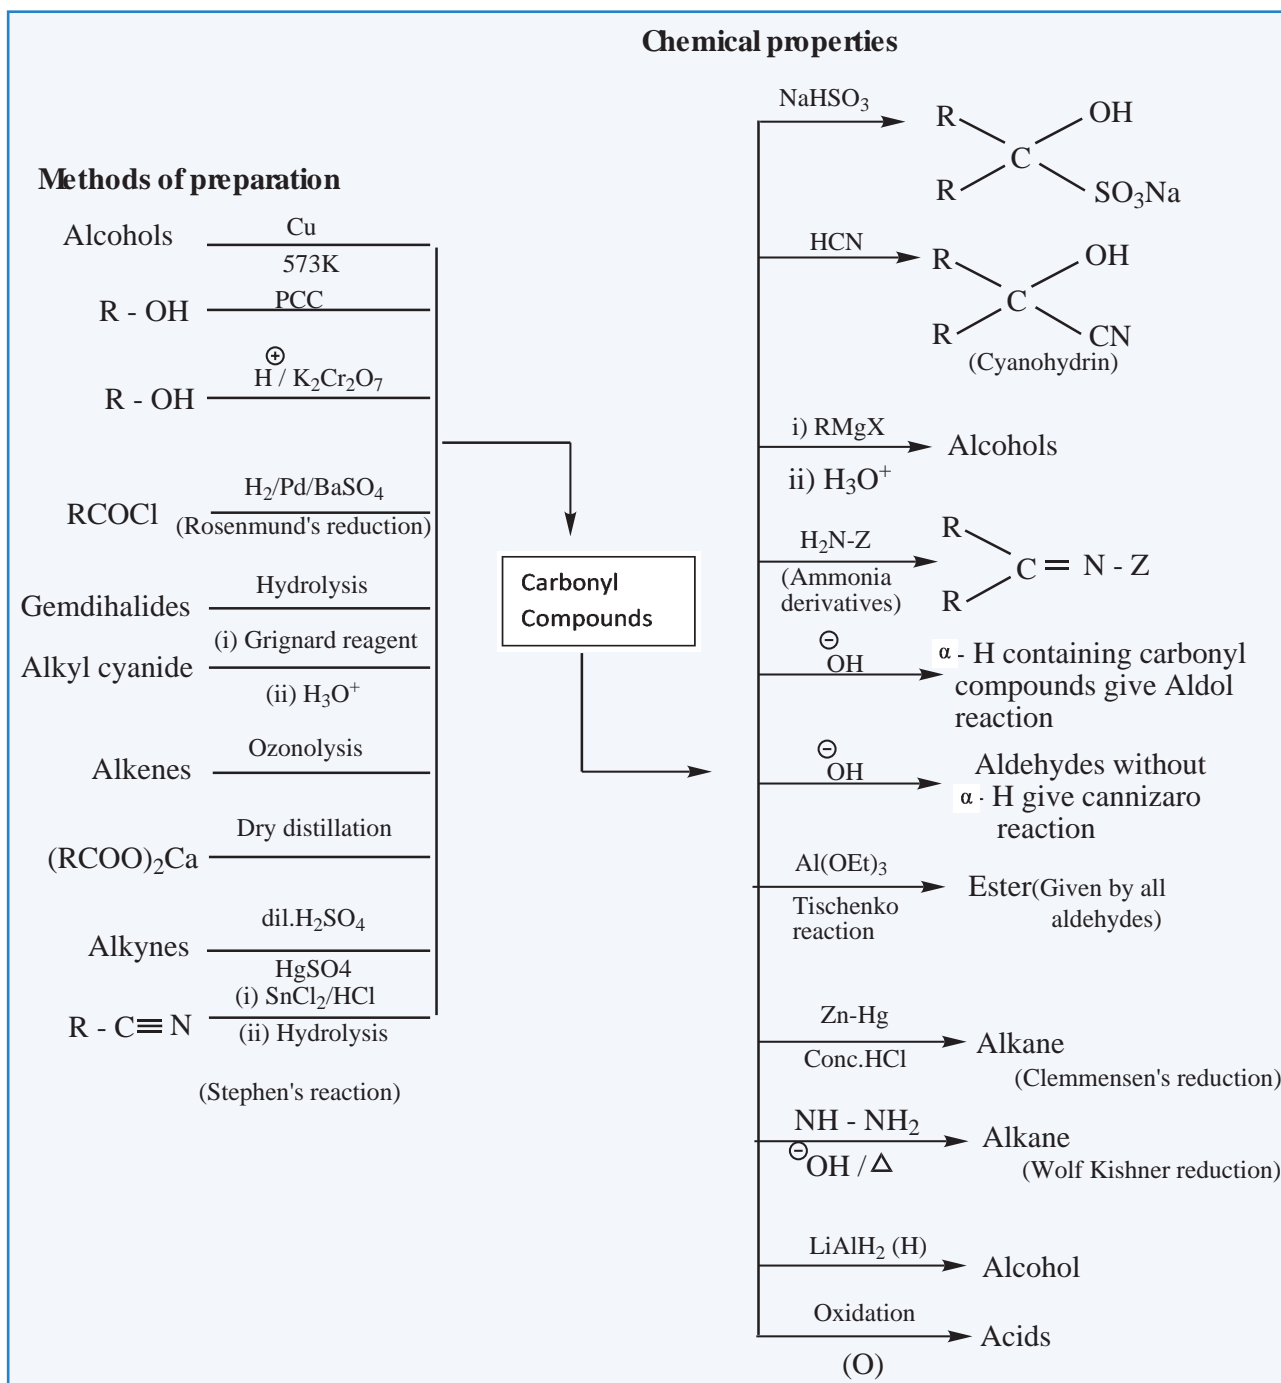 Chemical properties
Methods of preparation
Alcohols
Cu
573K
R - OH
PCC
R - OH
H⊕ / K₂Cr₂O₇
RCOCl
H₂/Pd/BaSO₄
(Rosenmund's reduction)
Gemdihalides
Hydrolysis
Alkyl cyanide
(i) Grignard reagent
(ii) H₃O⁺
Alkenes
Ozonolysis
(RCOO)₂Ca
Dry distillation
Alkynes
dil.H₂SO₄
HgSO4
R - C≡N
(i) SnCl₂/HCl
(ii) Hydrolysis
(Stephen's reaction)
Carbonyl
Compounds
NaHSO₃
R
OH
C
R
SO₃Na
HCN
R
OH
C
R
CN
(Cyanohydrin)
i) RMgX
Alcohols
ii) H₃O⁺
H₂N-Z
(Ammonia
derivatives)
R
C = N - Z
R
⊖
OH
α - H containing carbonyl
compounds give Aldol
reaction
⊖
OH
Aldehydes without
α - H give cannizaro
reaction
Al(OEt)₃
Tischenko
reaction
Ester(Given by all
aldehydes)
Zn-Hg
Conc.HCl
Alkane
(Clemmensen's reduction)
NH - NH₂
⊖OH / △
Alkane
(Wolf Kishner reduction)
LiAlH₂ (H)
Alcohol
Oxidation
(O)
Acids